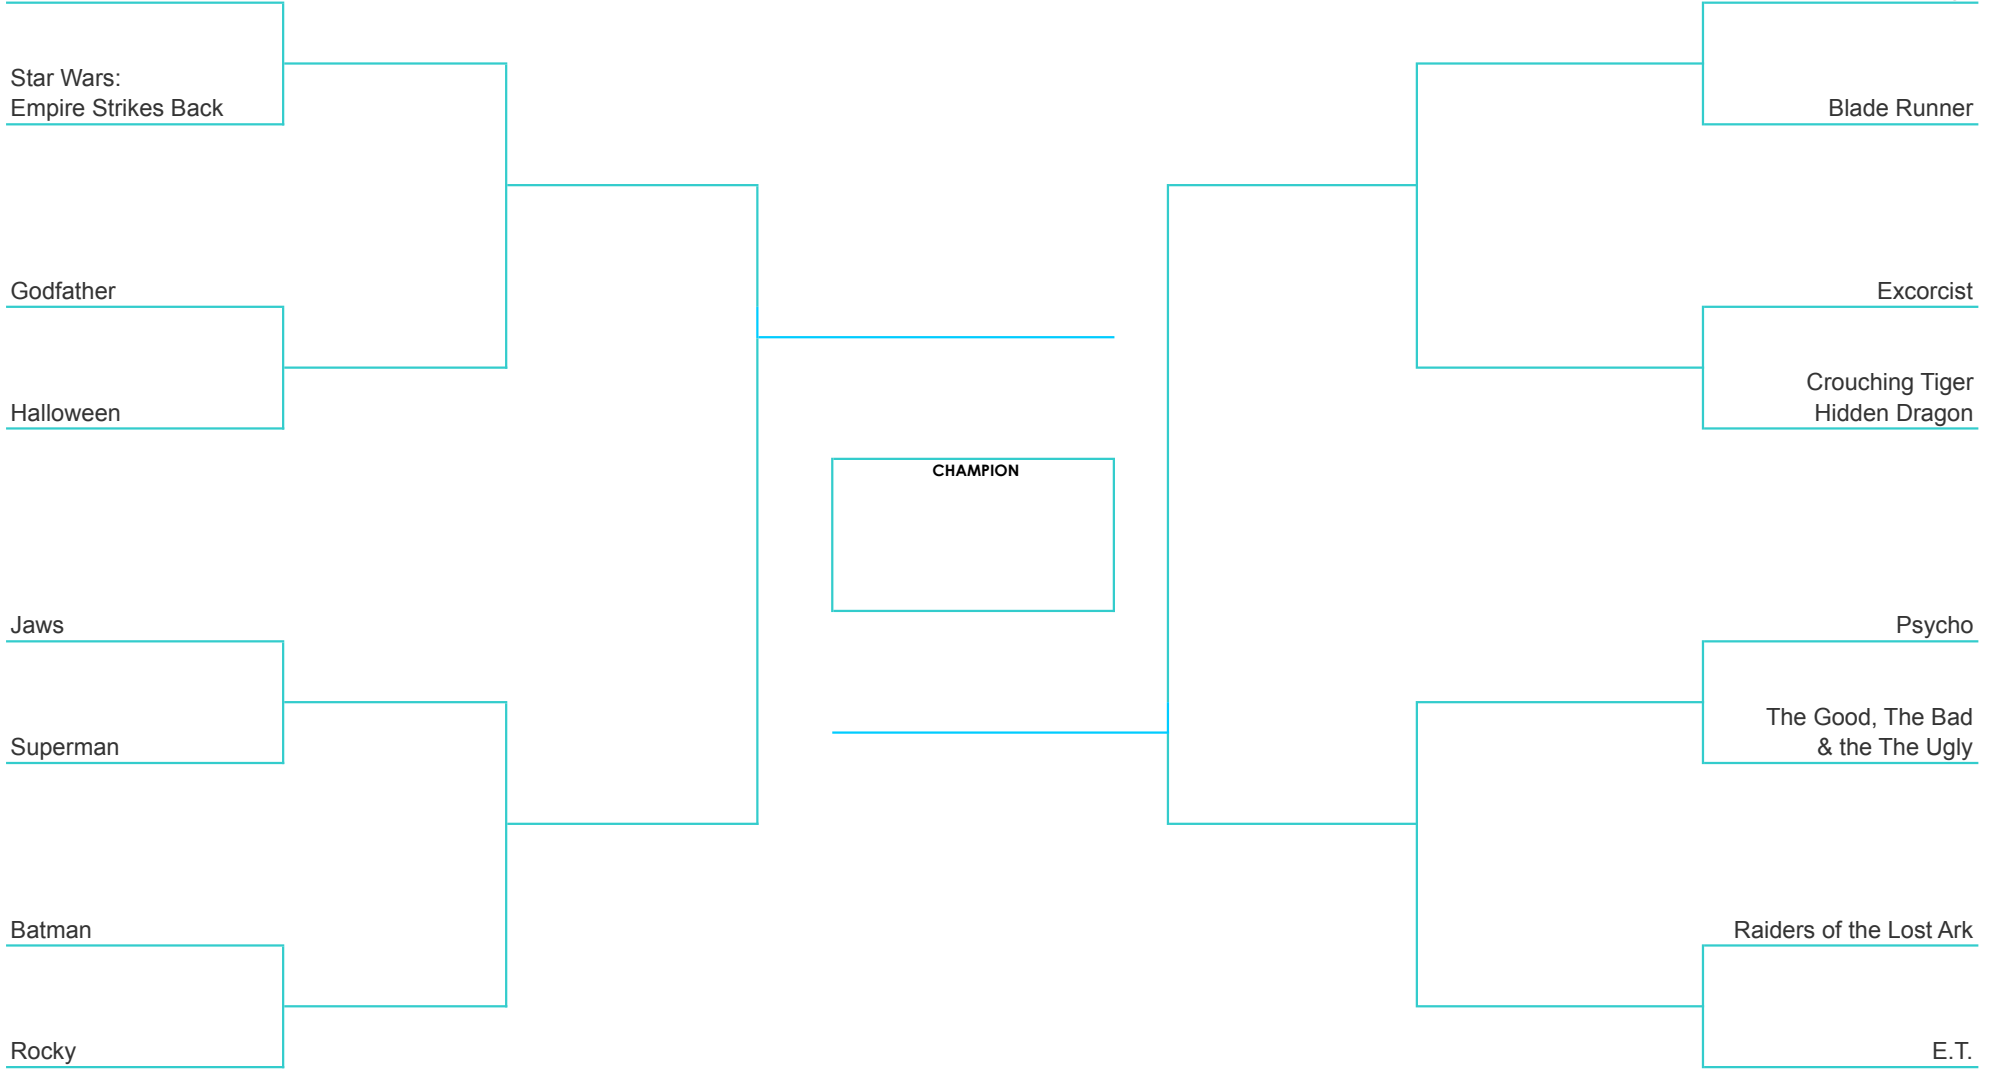 Star Wars:
Empire Strikes Back
Godfather
Halloween
Jaws
Superman
Batman
Rocky
CHAMPION
Blade Runner
Excorcist
Crouching Tiger
Hidden Dragon
Psycho
The Good, The Bad
& the The Ugly
Raiders of the Lost Ark
E.T.